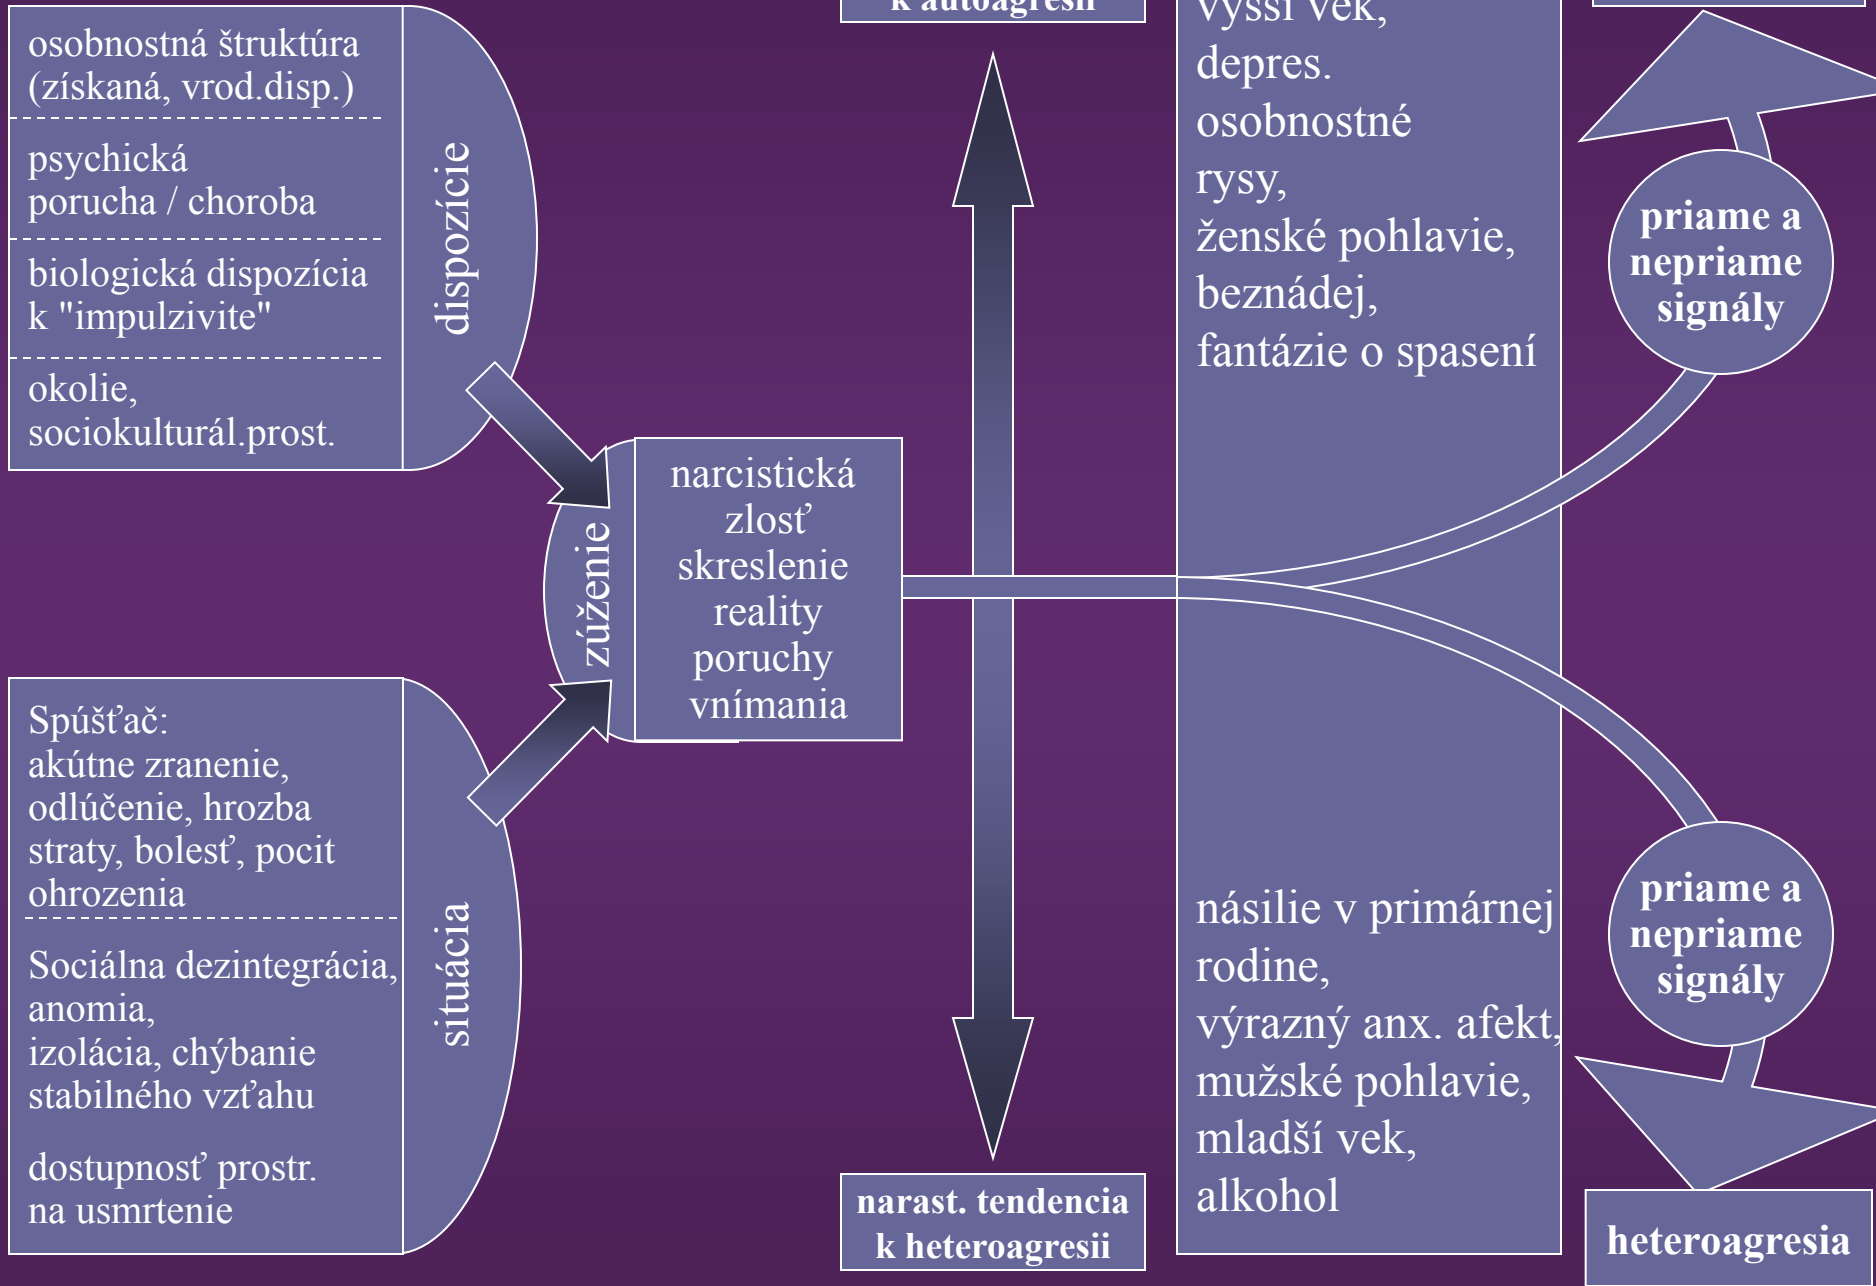 osobnostná štruktúra
(získaná, vrod.disp.)
psychická
porucha / choroba
biologická dispozícia
k "impulzivite"
okolie,
sociokulturál.prost.
dispozície
Spúšťač:
akútne zranenie,
odlúčenie, hrozba
straty, bolesť, pocit
ohrozenia
Sociálna dezintegrácia,
anomia,
izolácia, chýbanie
stabilného vzťahu
dostupnosť prostr.
na usmrtenie
situácia
zúženie
narcistická
zlosť
skreslenie
reality
poruchy
vnímania
k autoagresii
narast. tendencia
k heteroagresii
vyšší vek,
depres.
osobnostné
rysy,
ženské pohlavie,
beznádej,
fantázie o spasení
násilie v primárnej
rodine,
výrazný anx. afekt,
mužské pohlavie,
mladší vek,
alkohol
priame a
nepriame
signály
priame a
nepriame
signály
heteroagresia